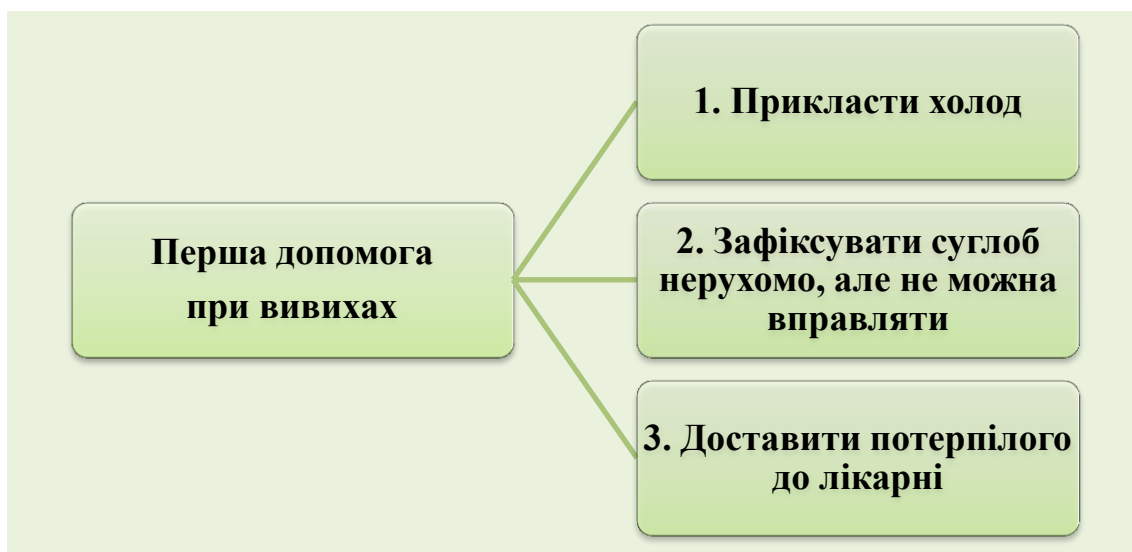 Перша допомога
при вивихах
1. Прикласти холод
2. Зафіксувати суглоб
нерухомо, але не можна
вправляти
3. Доставити потерпілого
до лікарні